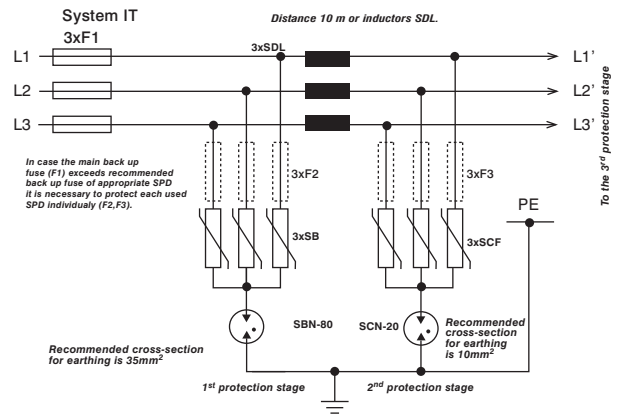 System IT
Distance 10 m or inductors SDL.
3xF1
3xSDL
L1
L1'
L2
L2'
L3
L3'
To the 3rd protection stage
In case the main back up
fuse (F1) exceeds recommended
back up fuse of appropriate SPD
it is necessary to protect each used
SPD individualy (F2,F3).
3xF2
3xF3
PE
3xSB
3xSCF
SBN-80
SCN-20
Recommended
cross-section
for earthing
is 10mm2
Recommended cross-section
for earthing is 35mm2
1st protection stage
2nd protection stage